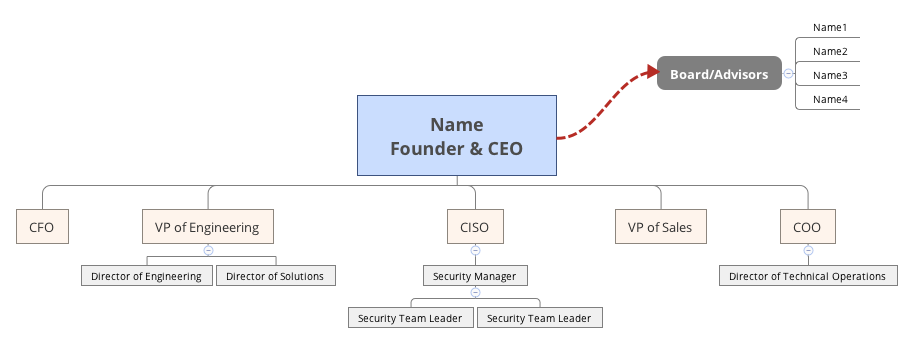 Name1
Name2
Board/Advisors
Name3
Name4
Name
Founder & CEO
CFO
VP of Engineering
CISO
VP of Sales
COO
Director of Engineering
Director of Solutions
Security Manager
Director of Technical Operations
Security Team Leader
Security Team Leader